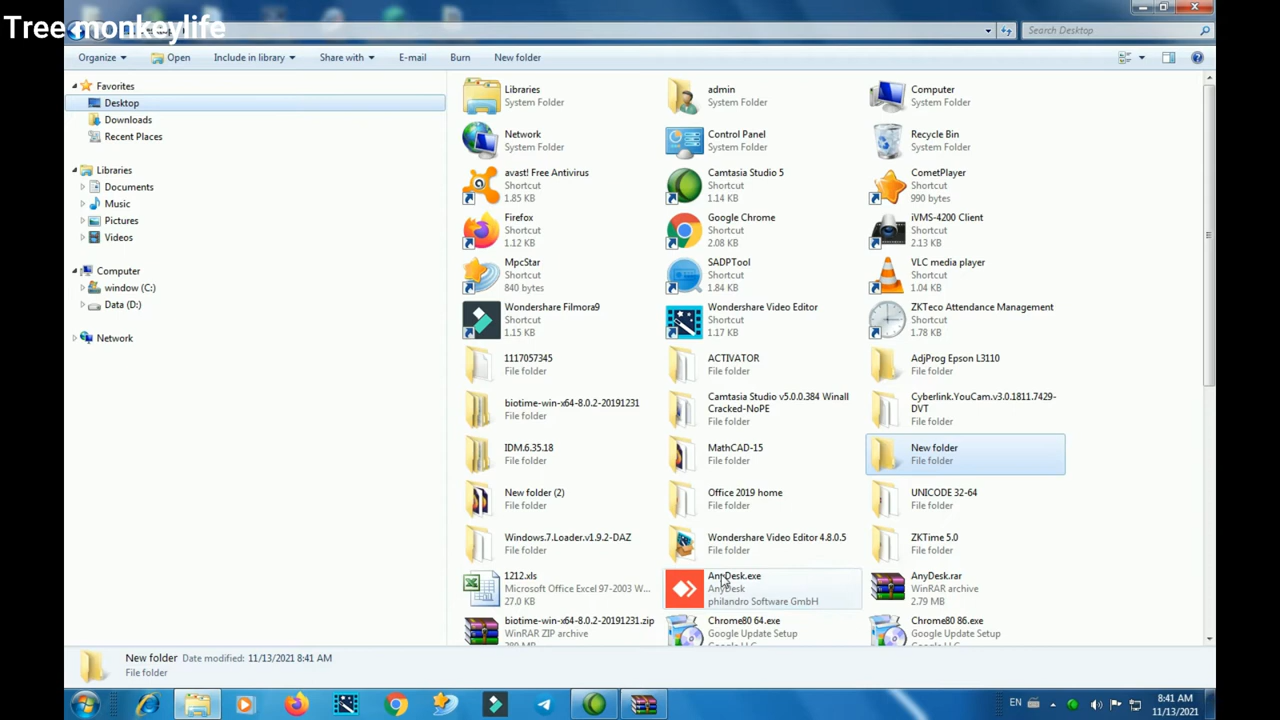 Tree monkeylife
Search Desktop
Organize Open Include in library Share with E-mail Burn New folder
Favorites
Desktop
Downloads
Recent Places
Libraries
Documents
Music
Pictures
Videos
Computer
window (C:)
Data (D:)
Network
Libraries
System Folder
admin
System Folder
Computer
System Folder
Network
System Folder
Control Panel
System Folder
Recycle Bin
System Folder
avast! Free Antivirus
Shortcut
1.85 KB
Camtasia Studio 5
Shortcut
1.14 KB
CometPlayer
Shortcut
990 bytes
Firefox
Shortcut
1.12 KB
Google Chrome
Shortcut
2.08 KB
iVMS-4200 Client
Shortcut
2.13 KB
MpcStar
Shortcut
840 bytes
SADPTool
Shortcut
1.84 KB
VLC media player
Shortcut
1.04 KB
Wondershare Filmora9
Shortcut
1.15 KB
Wondershare Video Editor
Shortcut
1.17 KB
ZKTeco Attendance Management
Shortcut
1.78 KB
1117057345
File folder
ACTIVATOR
File folder
AdjProg Epson L3110
File folder
biotime-win-x64-8.0.2-20191231
File folder
Camtasia Studio v5.0.0.384 Winall
Cracked-NoPE
File folder
Cyberlink.YouCam.v3.0.1811.7429-
DVT
File folder
IDM.6.35.18
File folder
MathCAD-15
File folder
New folder
File folder
New folder (2)
File folder
Office 2019 home
File folder
UNICODE 32-64
File folder
Windows.7.Loader.v1.9.2-DAZ
File folder
Wondershare Video Editor 4.8.0.5
File folder
ZKTime 5.0
File folder
1212.xls
Microsoft Office Excel 97-2003 W...
27.0 KB
AnyDesk.exe
AnyDesk
philandro Software GmbH
AnyDesk.rar
WinRAR archive
2.79 MB
biotime-win-x64-8.0.2-20191231.zip
WinRAR ZIP archive
Chrome80 64.exe
Google Update Setup
Chrome80 86.exe
Google Update Setup
New folder Date modified: 11/13/2021 8:41 AM
File folder
EN
8:41 AM
11/13/2021